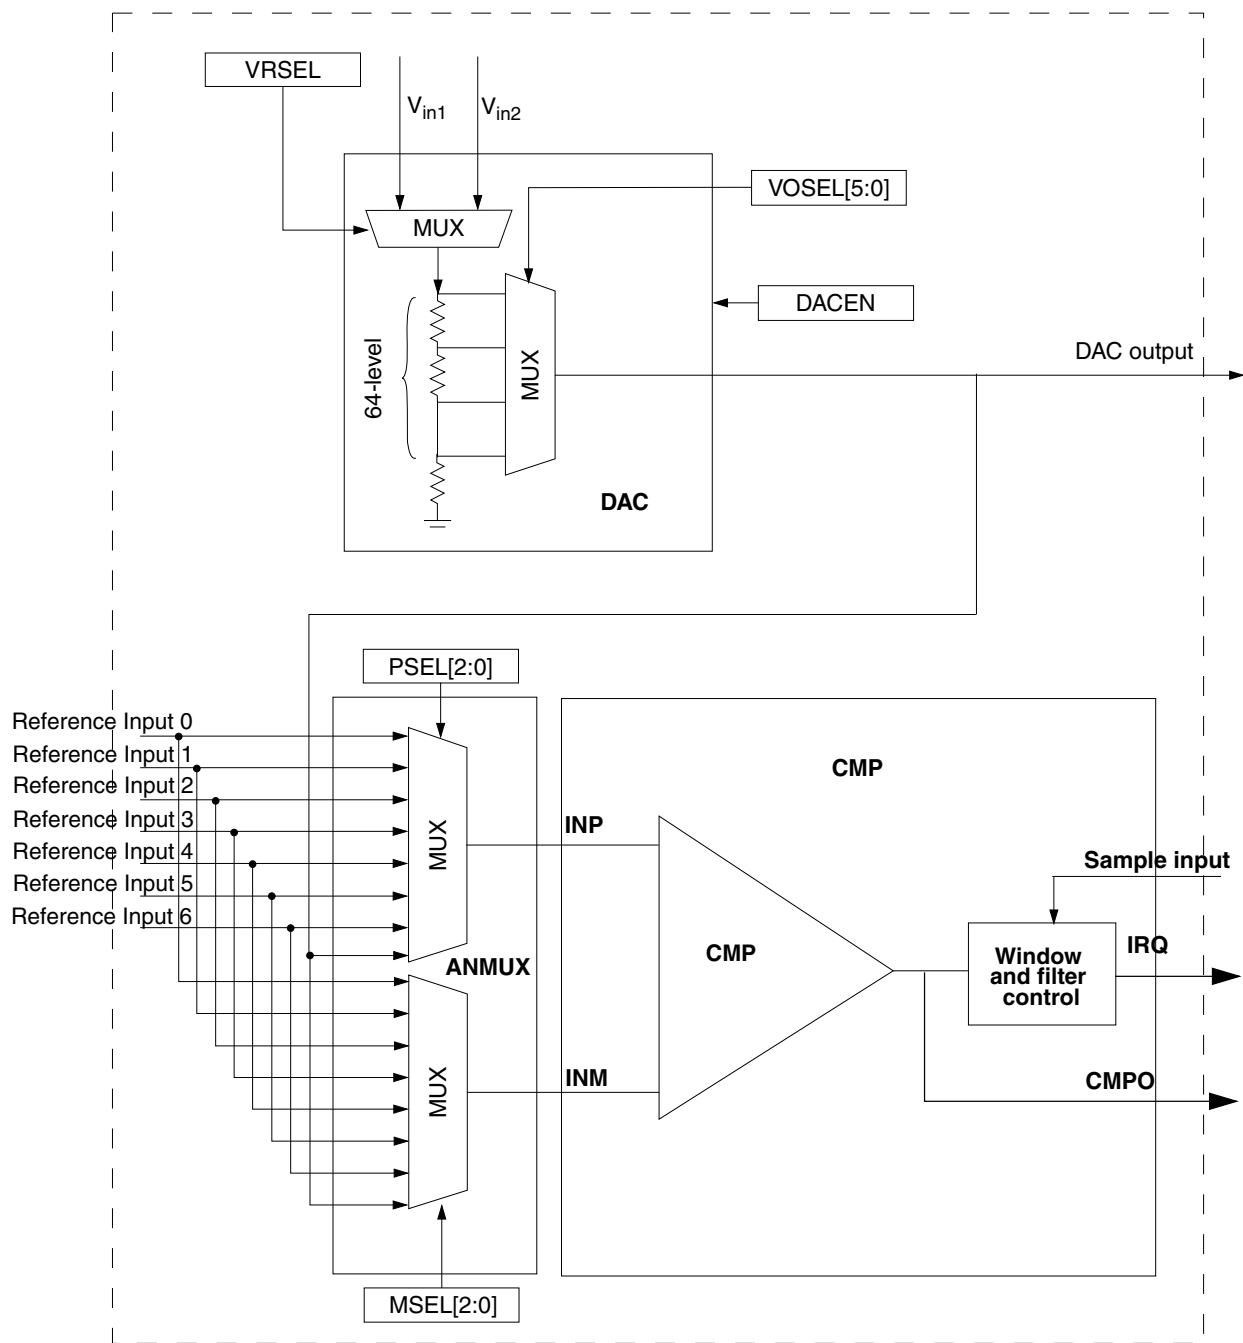 VRSEL
Vin1
Vin2
VOSEL[5:0]
MUX
DACEN
64-level
MUX
DAC output
DAC
PSEL[2:0]
Reference Input 0
Reference Input 1
Reference Input 2
Reference Input 3
Reference Input 4
Reference Input 5
Reference Input 6
MUX
CMP
INP
Sample input
CMP
ANMUX
Window
and filter
control
IRQ
MUX
INM
CMPO
MSEL[2:0]